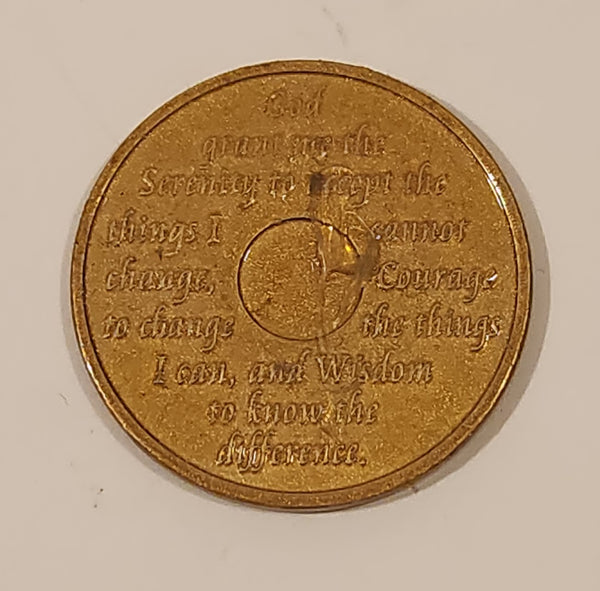 God
grant me the
Serenity to accept the
things I cannot
change, Courage
to change the things
I can, and Wisdom
to know the
difference.